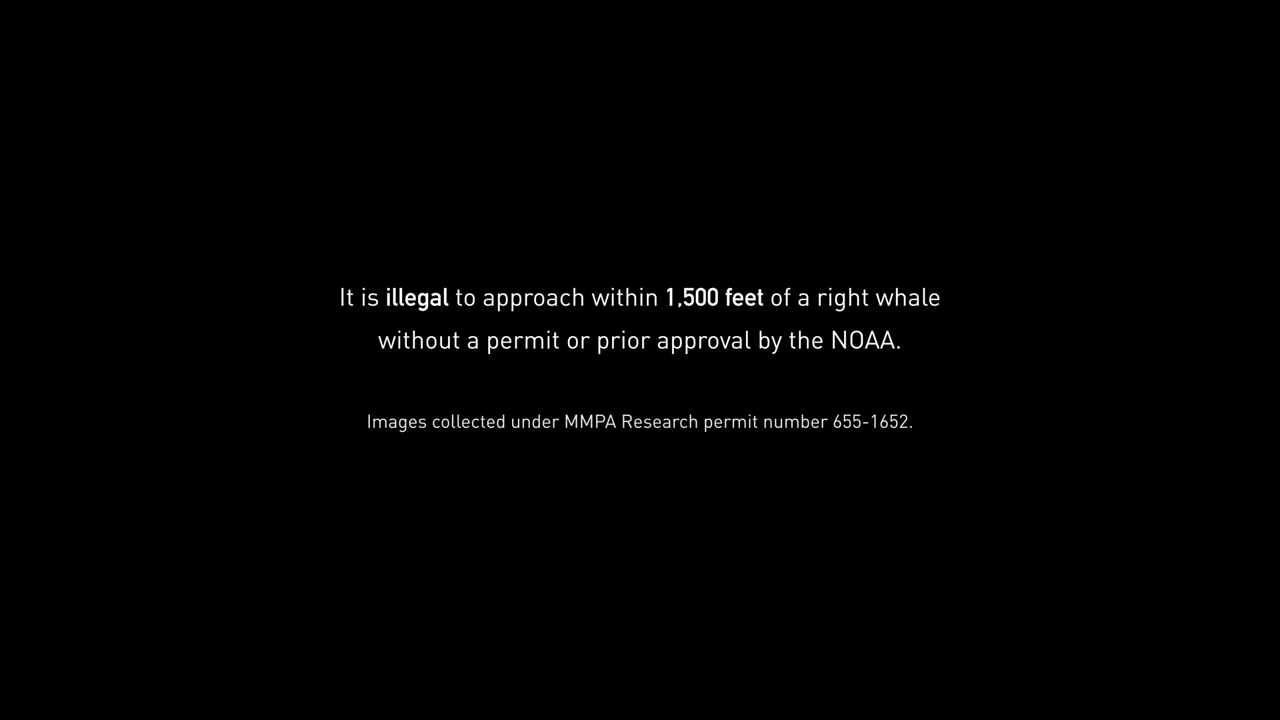 It is illegal to approach within 1,500 feet of a right whale
without a permit or prior approval by the NOAA.
Images collected under MMPA Research permit number 655-1652.